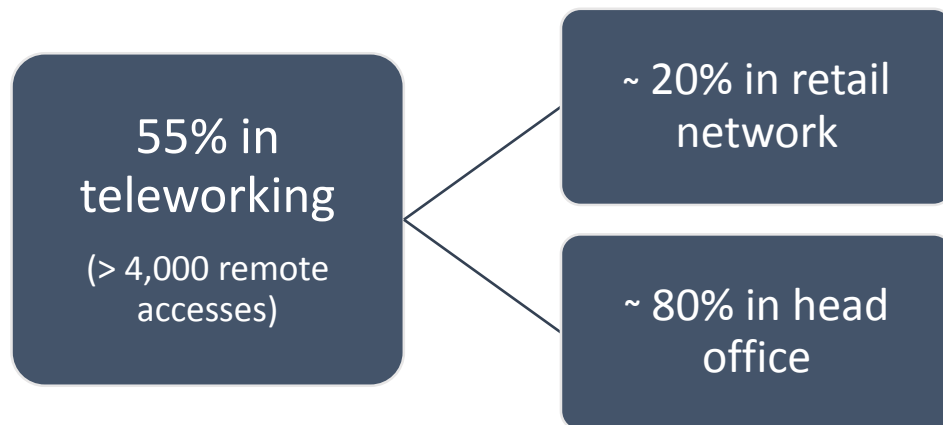 55% in
teleworking
(> 4,000 remote
accesses)
~ 20% in retail
network
~ 80% in head
office